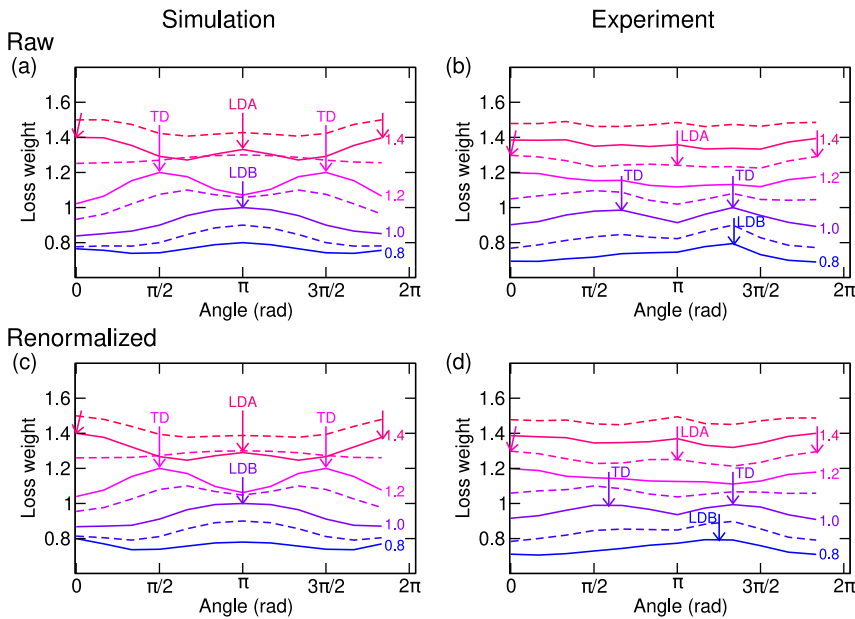 Simulation
Experiment
Raw
(a)
Loss weight
1.6
1.4
1.2
1
0.8
TD
LDA
TD
LDB
1.4
1.2
1.0
0.8
0
π/2
π
3π/2
2π
Angle (rad)
(b)
Loss weight
1.6
1.4
1.2
1
0.8
LDA
TD
TD
LDB
1.4
1.2
1.0
0.8
0
π/2
π
3π/2
2π
Angle (rad)
Renormalized
(c)
Loss weight
1.6
1.4
1.2
1
0.8
TD
LDA
TD
LDB
1.4
1.2
1.0
0.8
0
π/2
π
3π/2
2π
Angle (rad)
(d)
Loss weight
1.6
1.4
1.2
1
0.8
LDA
TD
TD
LDB
1.4
1.2
1.0
0.8
0
π/2
π
3π/2
2π
Angle (rad)